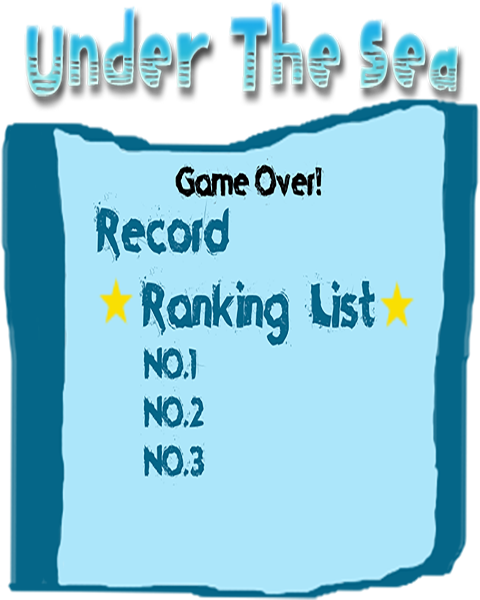 Under The Sea
Game Over!
Record
Ranking List
NO.1
NO.2
NO.3